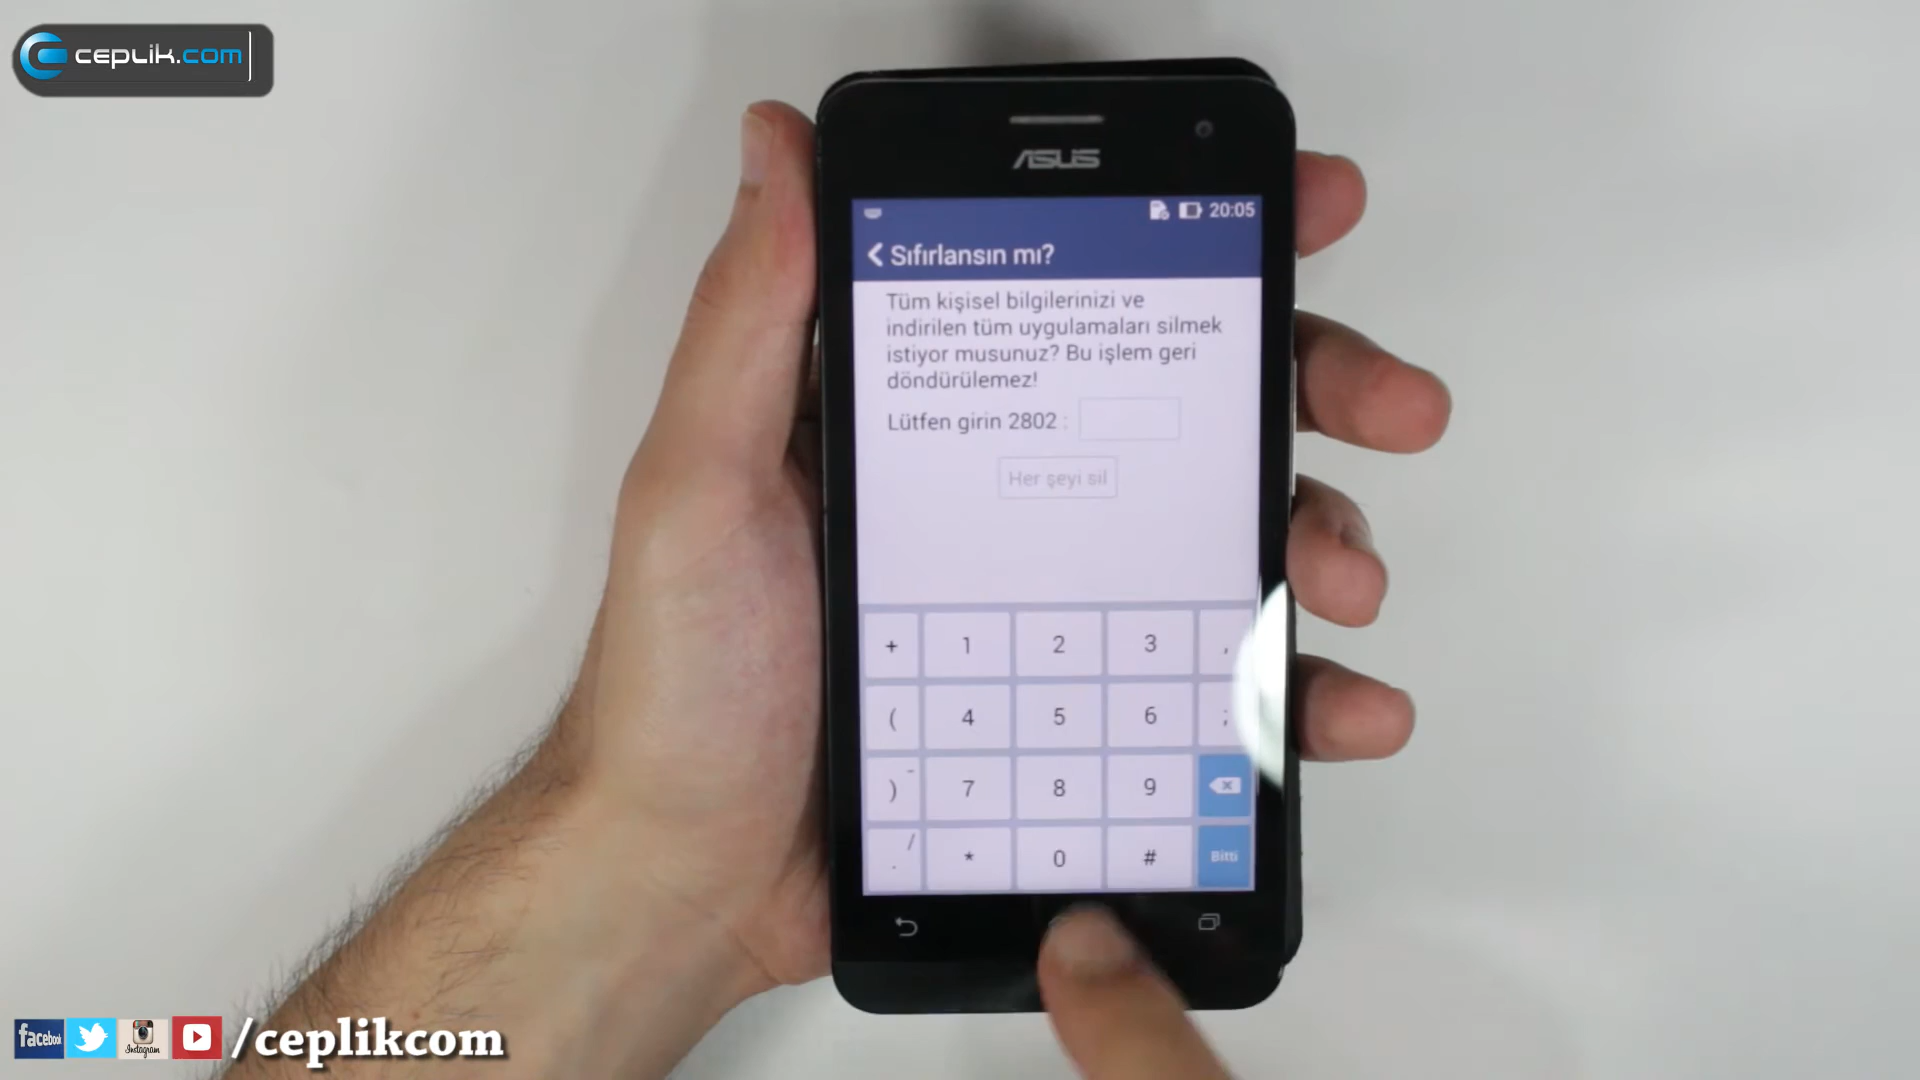 ceplik.com
ASUS
20:05
Sıfırlansın mı?
Tüm kişisel bilgilerinizi ve
indirilen tüm uygulamaları silmek
istiyor musunuz? Bu işlem geri
döndürülemez!
Lütfen girin 2802 :
Her şeyi sil
+ 1 2 3 ,
( 4 5 6 ;
) - 7 8 9
. / * 0 # Bitti
facebook
Instagram
/ceplikcom